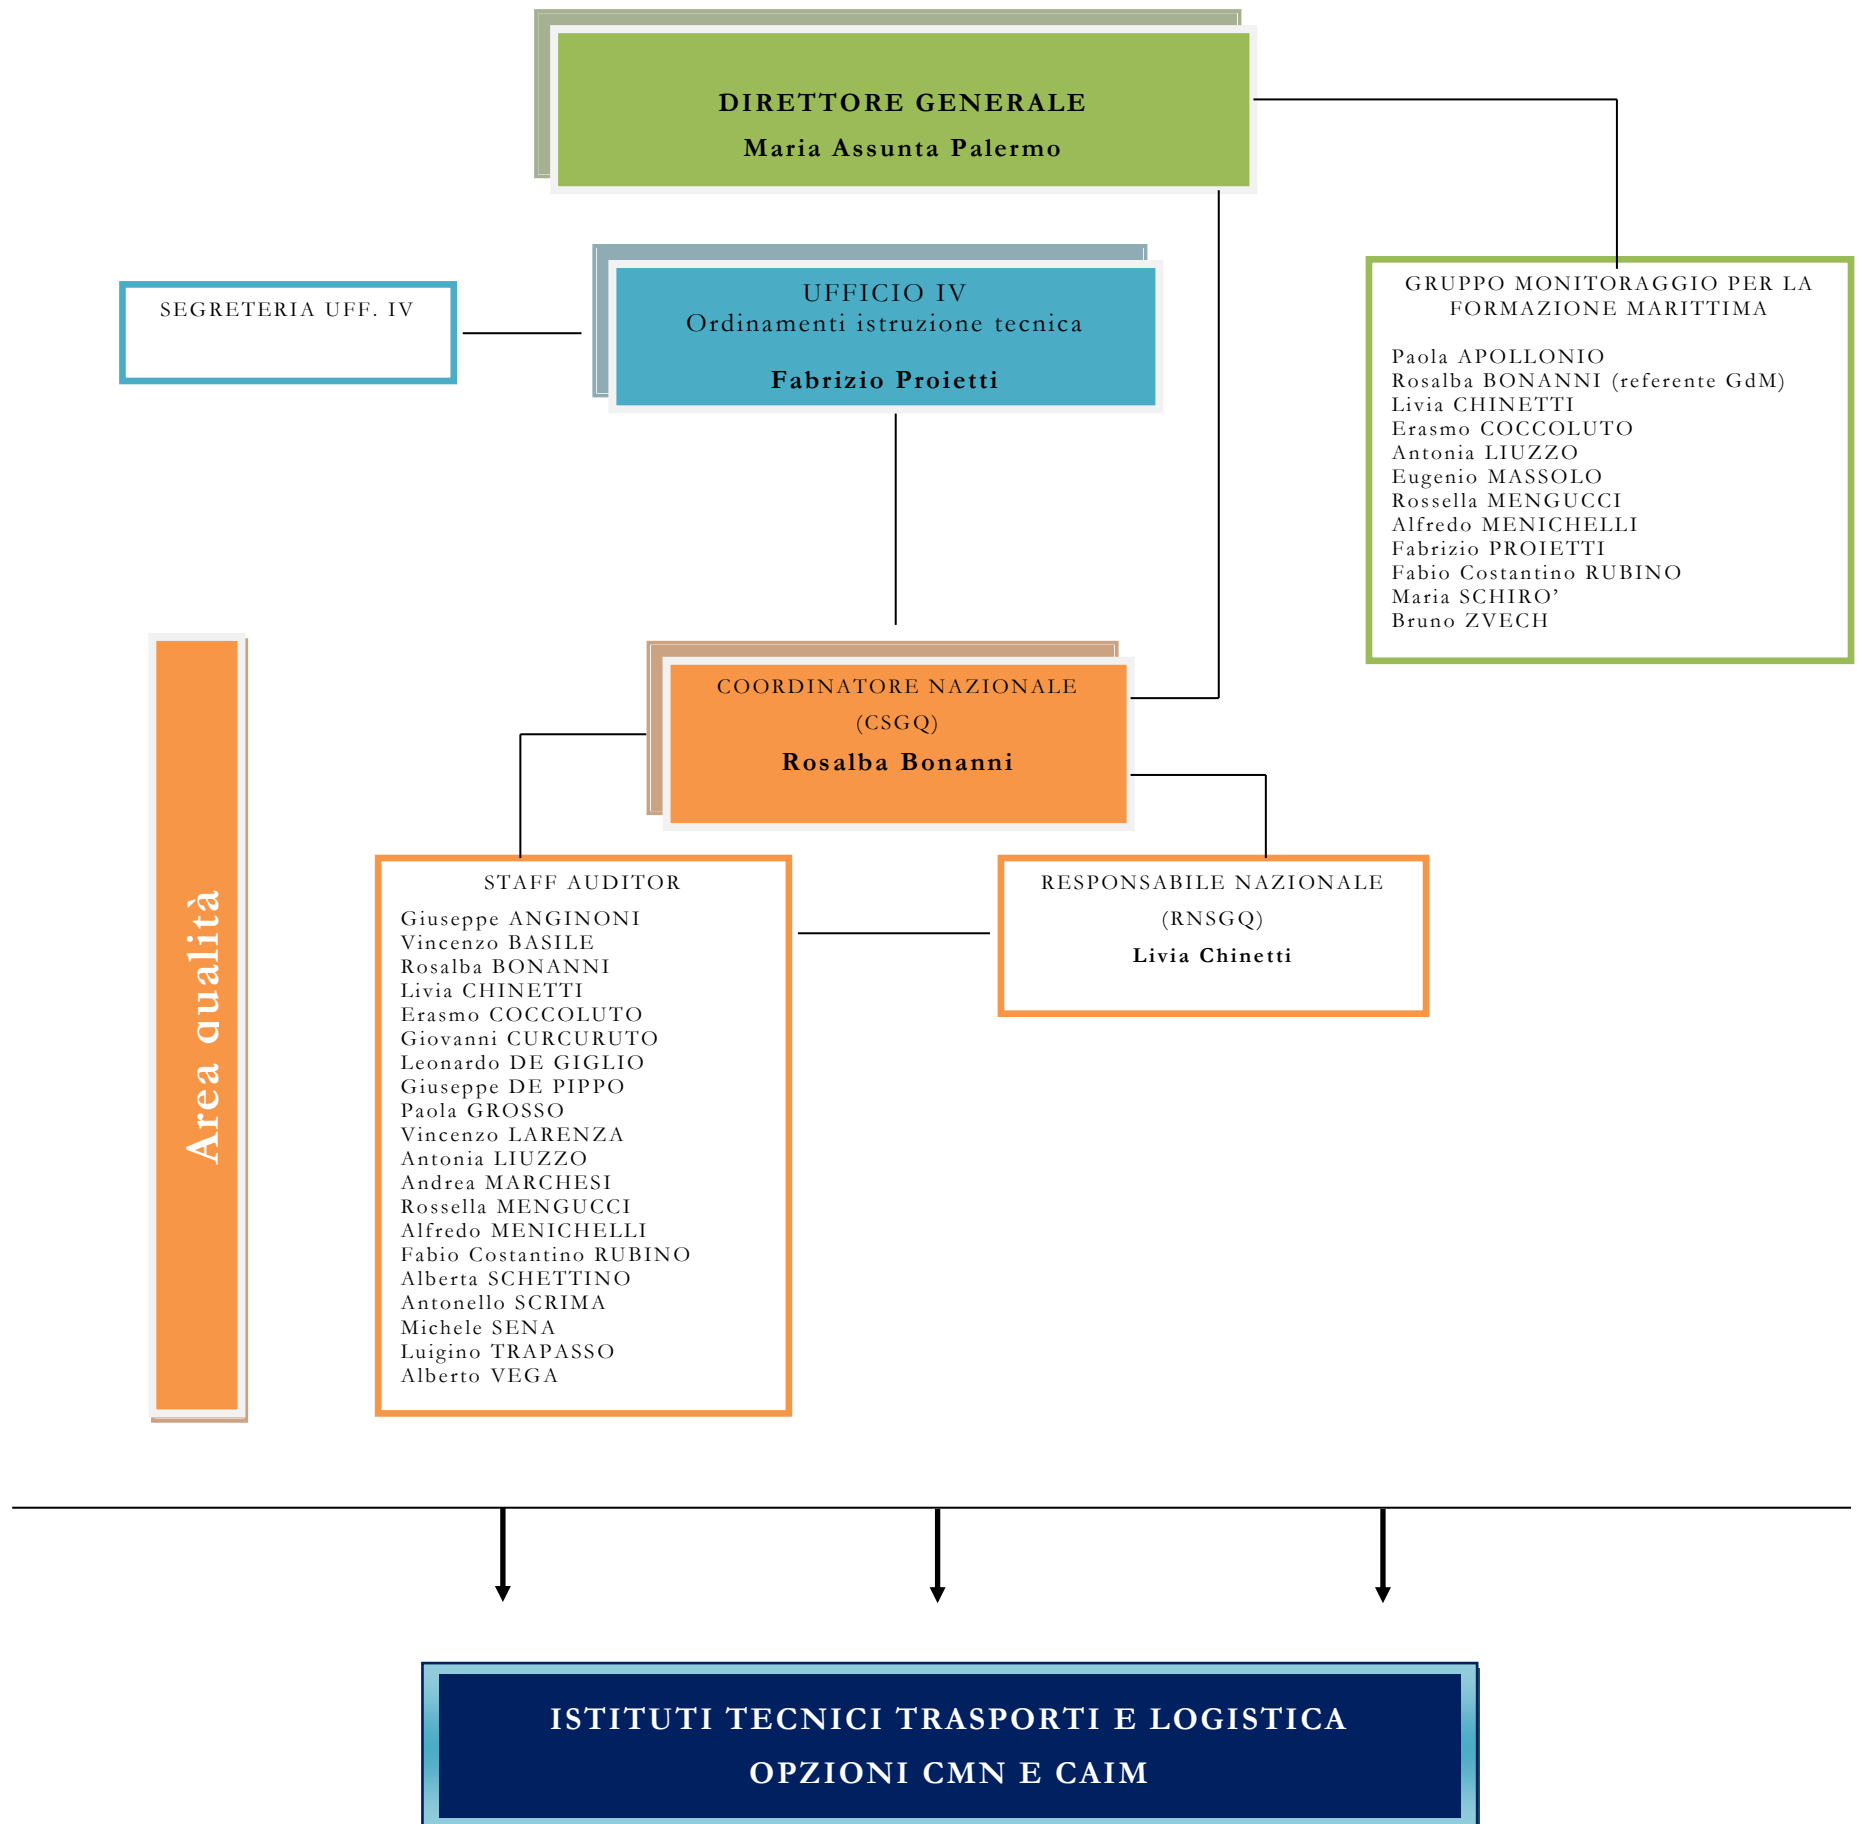 DIRETTORE GENERALE
Maria Assunta Palermo
SEGRETERIA UFF. IV
UFFICIO IV
Ordinamenti istruzione tecnica
Fabrizio Proietti
GRUPPO MONITORAGGIO PER LA
FORMAZIONE MARITTIMA
Paola APOLLONIO
Rosalba BONANNI (referente GdM)
Livia CHINETTI
Erasmo COCCOLUTO
Antonia LIUZZO
Eugenio MASSOLO
Rossella MENGUCCI
Alfredo MENICHELLI
Fabrizio PROIETTI
Fabio Costantino RUBINO
Maria SCHIRO’
Bruno ZVECH
COORDINATORE NAZIONALE
(CSGQ)
Rosalba Bonanni
Area qualità
STAFF AUDITOR
Giuseppe ANGINONI
Vincenzo BASILE
Rosalba BONANNI
Livia CHINETTI
Erasmo COCCOLUTO
Giovanni CURCURUTO
Leonardo DE GIGLIO
Giuseppe DE PIPPO
Paola GROSSO
Vincenzo LARENZA
Antonia LIUZZO
Andrea MARCHESI
Rossella MENGUCCI
Alfredo MENICHELLI
Fabio Costantino RUBINO
Alberta SCHETTINO
Antonello SCRIMA
Michele SENA
Luigino TRAPASSO
Alberto VEGA
RESPONSABILE NAZIONALE
(RNSGQ)
Livia Chinetti
ISTITUTI TECNICI TRASPORTI E LOGISTICA
OPZIONI CMN E CAIM